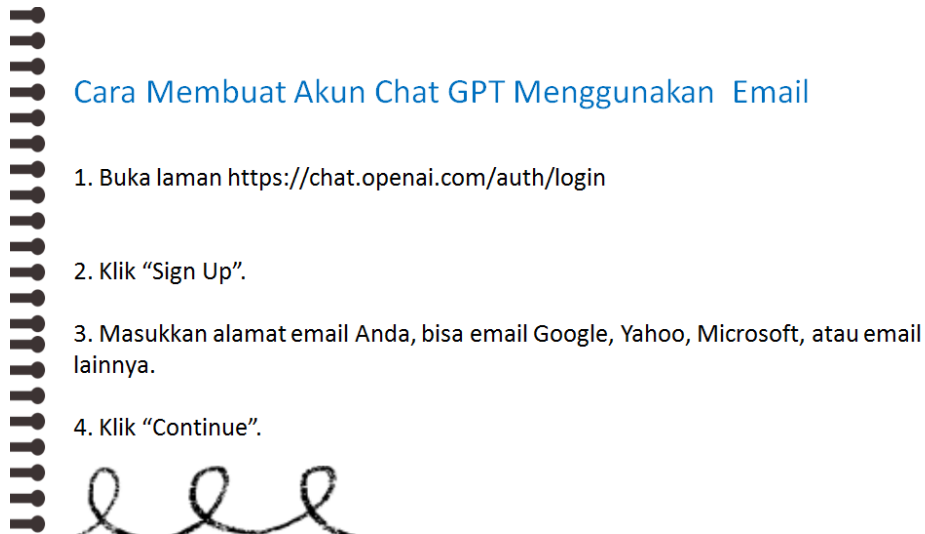 Cara Membuat Akun Chat GPT Menggunakan  Email
1. Buka laman https://chat.openai.com/auth/login
2. Klik “Sign Up”.
3. Masukkan alamat email Anda, bisa email Google, Yahoo, Microsoft, atau email
lainnya.
4. Klik “Continue”.